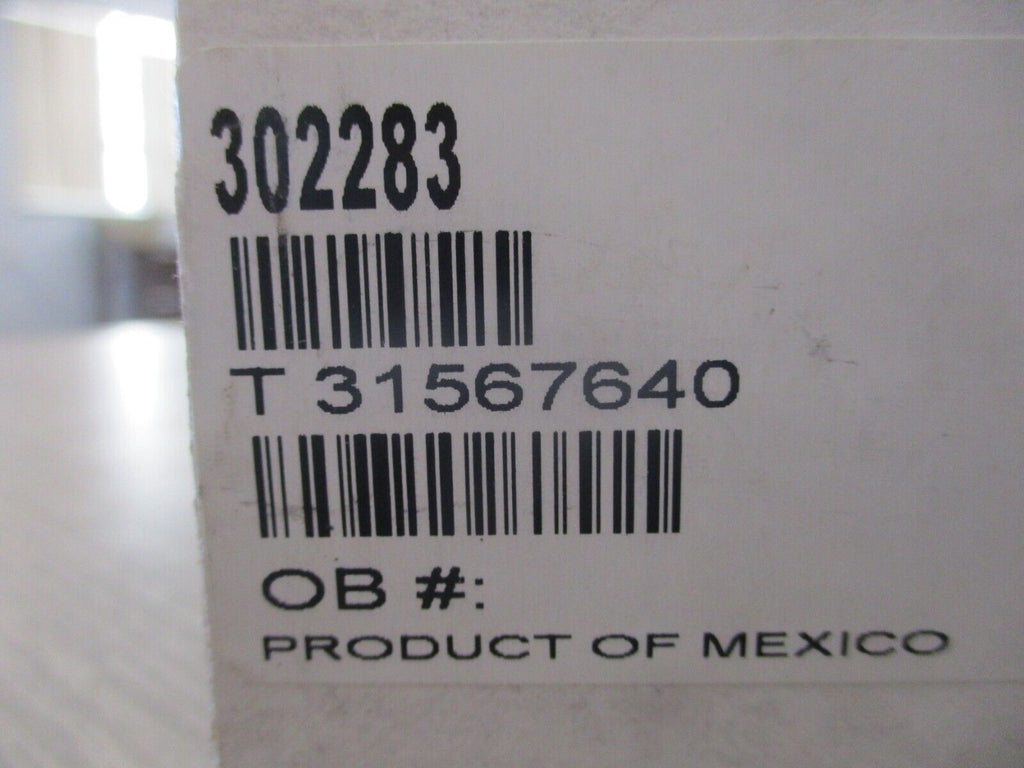 302283
T 31567640
OB #:
PRODUCT OF MEXICO